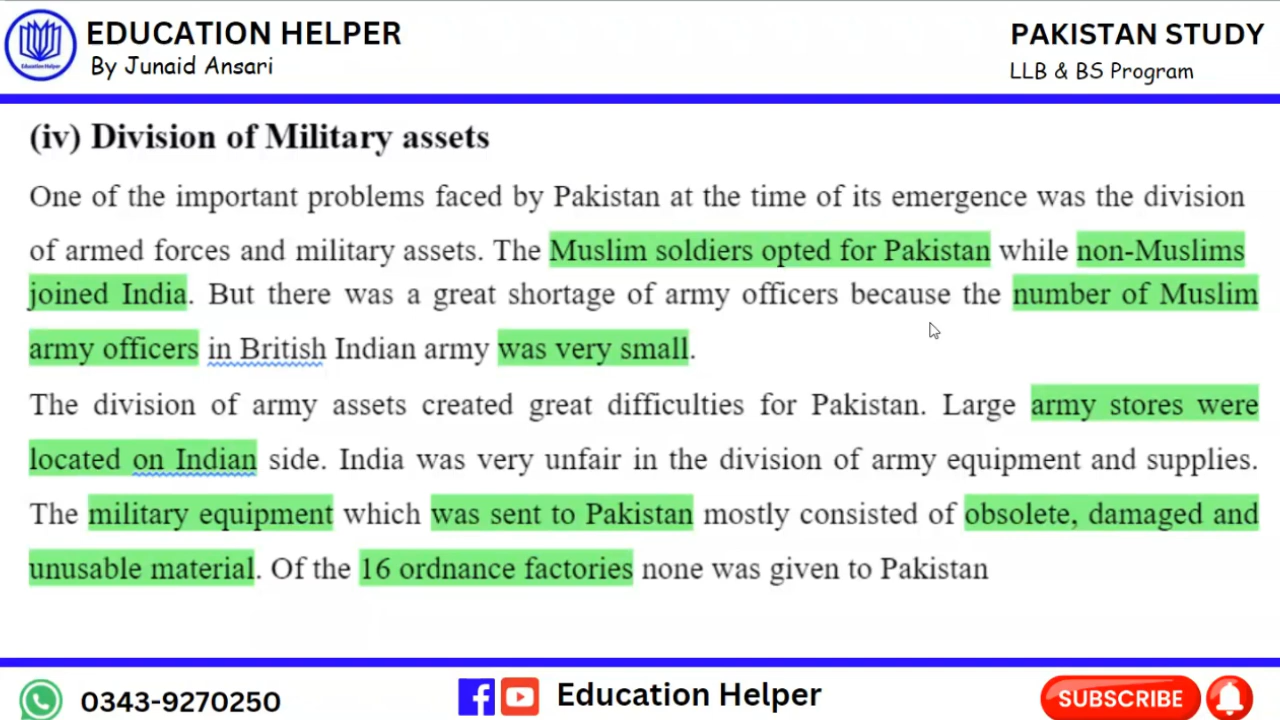 EDUCATION HELPER
By Junaid Ansari
PAKISTAN STUDY
LLB & BS Program
Education Helper
(iv) Division of Military assets
One of the important problems faced by Pakistan at the time of its emergence was the division
of armed forces and military assets. The Muslim soldiers opted for Pakistan while non-Muslims
joined India. But there was a great shortage of army officers because the number of Muslim
army officers in British Indian army was very small.
The division of army assets created great difficulties for Pakistan. Large army stores were
located on Indian side. India was very unfair in the division of army equipment and supplies.
The military equipment which was sent to Pakistan mostly consisted of obsolete, damaged and
unusable material. Of the 16 ordnance factories none was given to Pakistan
0343-9270250
Education Helper
SUBSCRIBE